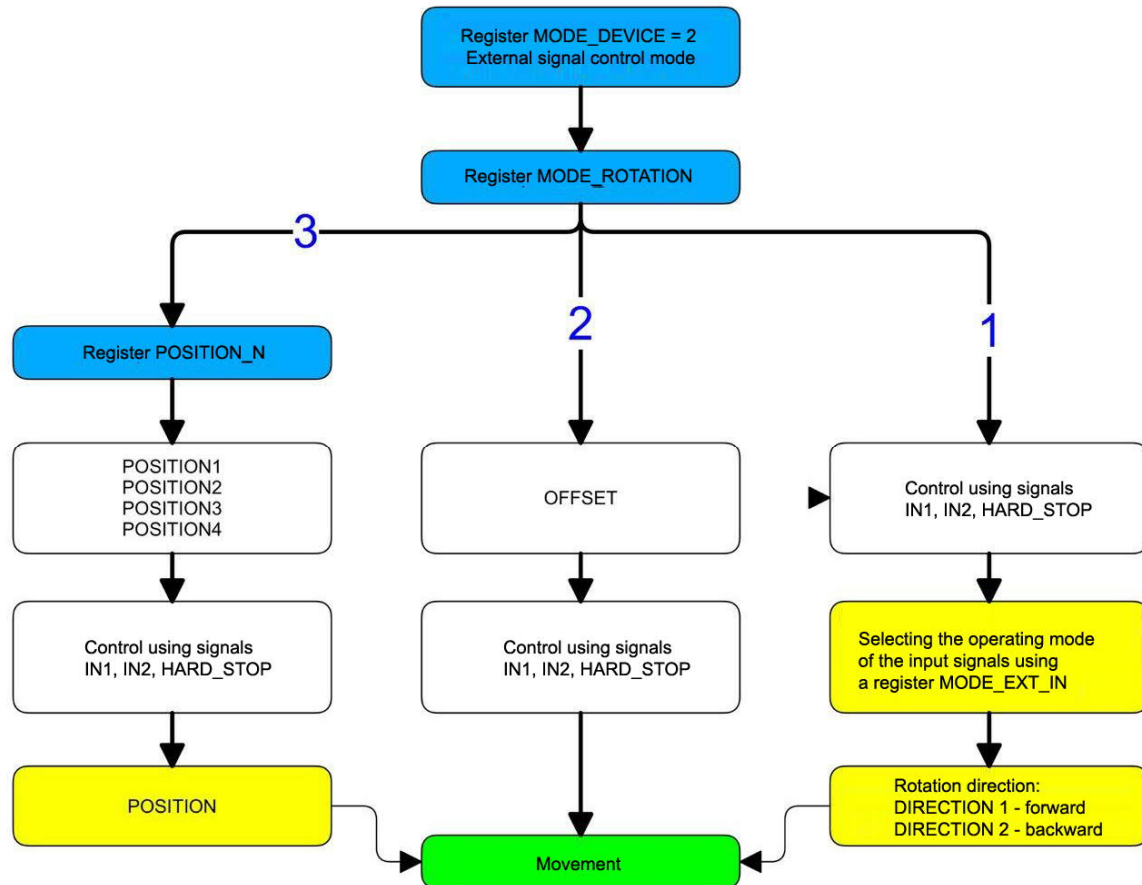 Register MODE_DEVICE = 2
External signal control mode
Register MODE_ROTATION
3
2
1
Register POSITION_N
POSITION1
POSITION2
POSITION3
POSITION4
OFFSET
Control using signals
IN1, IN2, HARD_STOP
Control using signals
IN1, IN2, HARD_STOP
Control using signals
IN1, IN2, HARD_STOP
Selecting the operating mode
of the input signals using
a register MODE_EXT_IN
POSITION
Rotation direction:
DIRECTION 1 - forward
DIRECTION 2 - backward
Movement